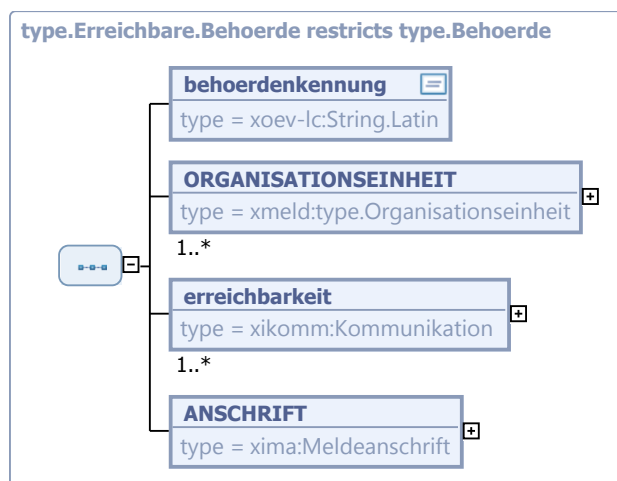 type.Erreichbare.Behoerde restricts type.Behoerde
behoerdenkennung
type = xoev-lc:String.Latin
ORGANISATIONSEINHEIT
type = xmeld:type.Organisationseinheit
1..*
erreichbarkeit
type = xikomm:Kommunikation
1..*
ANSCHRIFT
type = xima:Meldeanschrift